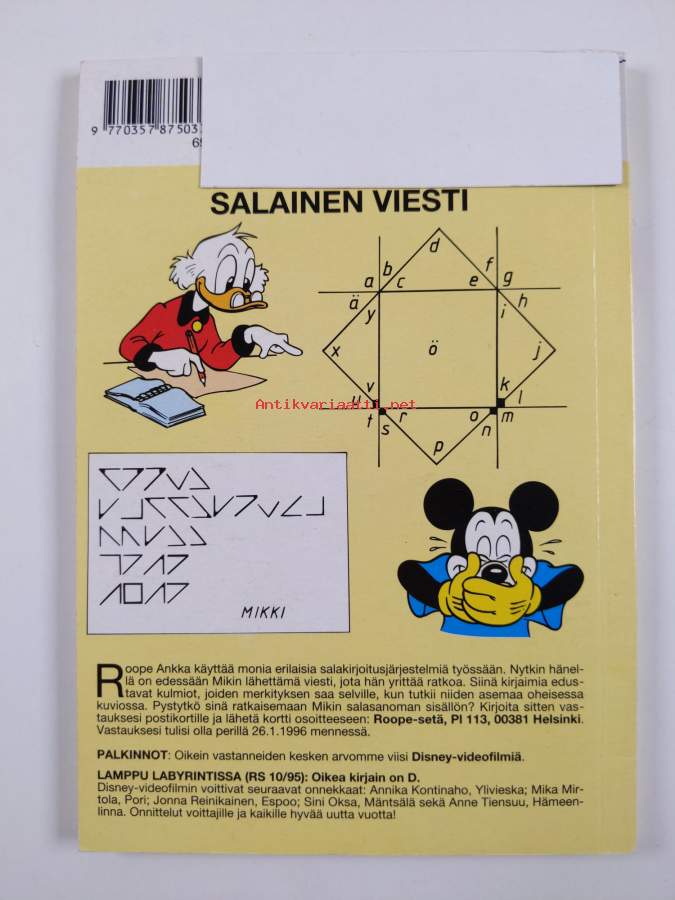 9 770357 87503
SALAINEN VIESTI
d
b f
a c e g
ä h
y i
x ö j
v k
u l
t s r o n m
p
Antikvariaatti.net
MIKKI
Roope Ankka käyttää monia erilaisia salakirjoitusjärjestelmiä työssään. Nytkin hänel-
lä on edessään Mikin lähettämä viesti, jota hän yrittää ratkoa. Siinä kirjaimia edus-
tavat kulmiot, joiden merkityksen saa selville, kun tutkii niiden asemaa oheisessa
kuviossa. Pystytkö sinä ratkaisemaan Mikin salasanoman sisällön? Kirjoita sitten vas-
tauksesi postikortille ja lähetä kortti osoitteeseen: Roope-setä, Pl 113, 00381 Helsinki.
Vastauksesi tulisi olla perillä 26.1.1996 mennessä.
PALKINNOT: Oikein vastanneiden kesken arvomme viisi Disney-videofilmiä.
LAMPPU LABYRINTISSA (RS 10/95): Oikea kirjain on D.
Disney-videofilmin voittivat seuraavat onnekkaat: Annika Kontinaho, Ylivieska; Mika Mir-
tola, Pori; Jonna Reinikainen, Espoo; Sini Oksa, Mäntsälä sekä Anne Tiensuu, Hämeen-
linna. Onnittelut voittajille ja kaikille hyvää uutta vuotta!